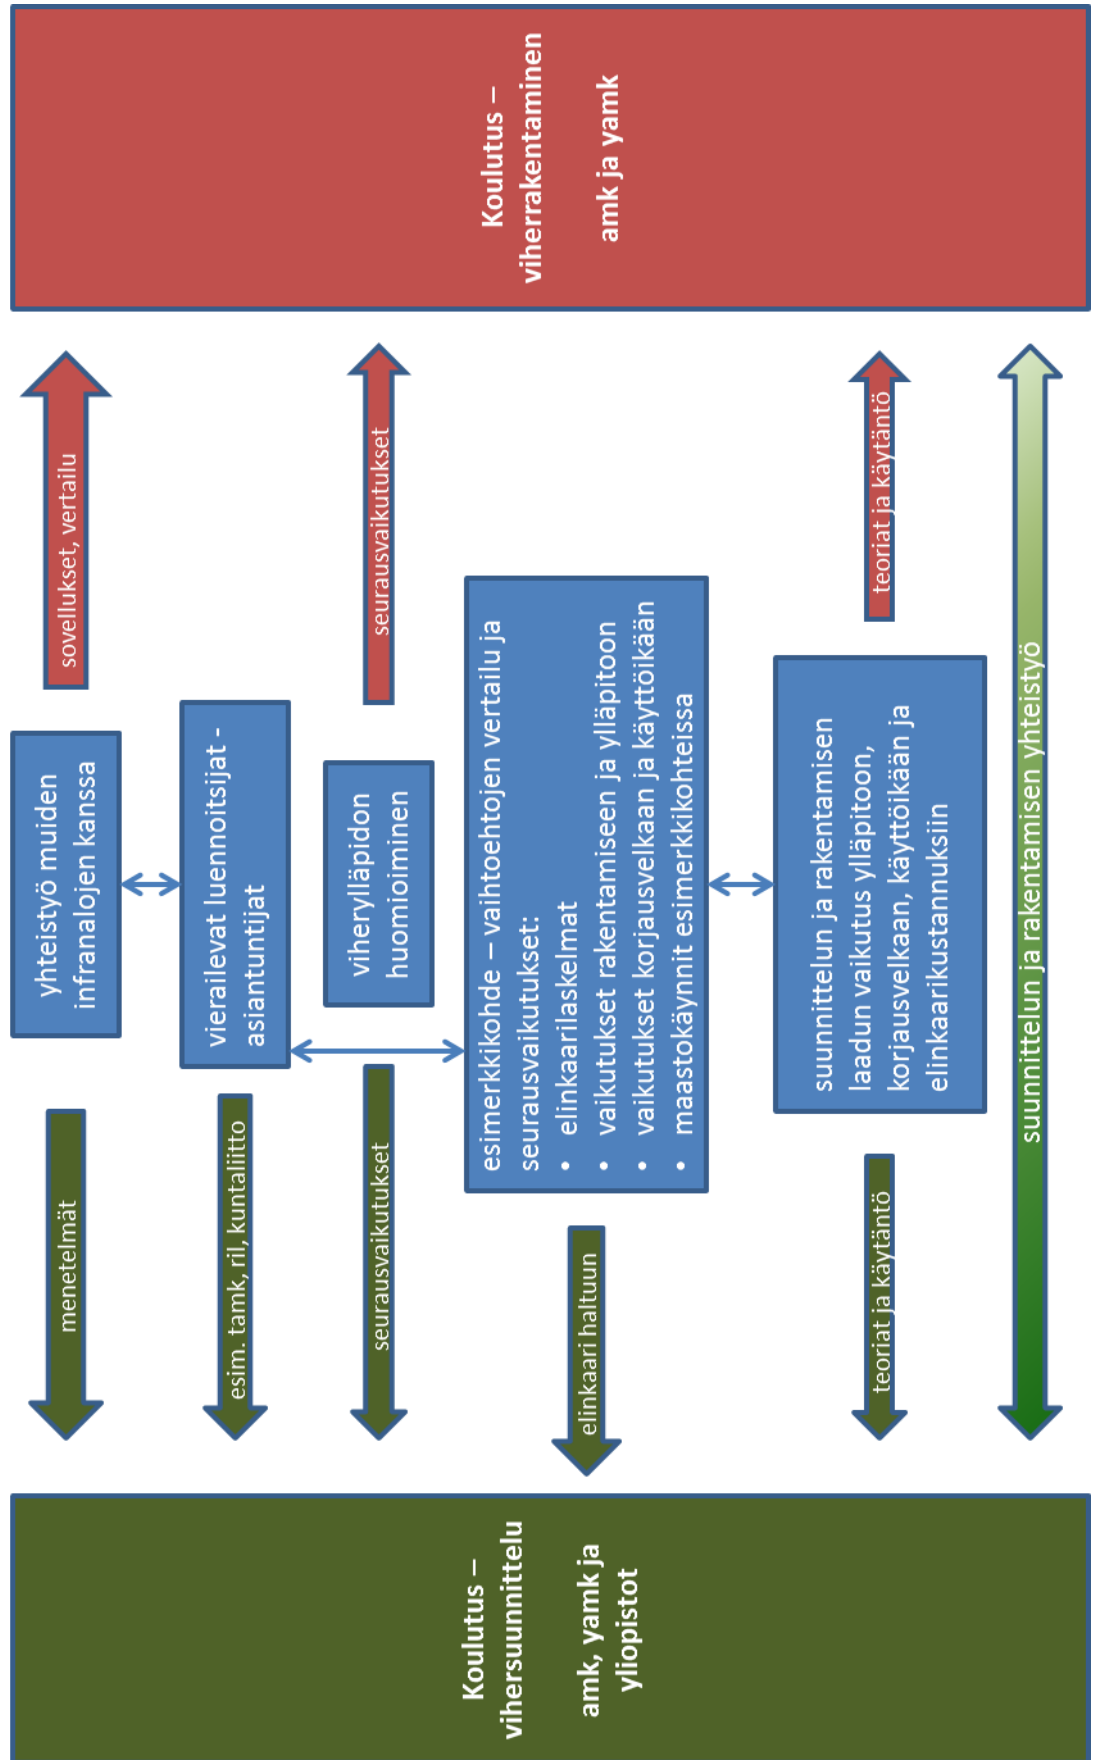 Koulutus –
vihersuunnittelu
amk, yamk ja
yliopistot
menetelmät
yhteistyö muiden
infranalojen kanssa
sovellukset, vertailu
esim. tamk, ril, kuntaliitto
vierailevat luennoitsijat -
asiantuntijat
seurausvaikutukset
viherylläpidon
huomioiminen
seurausvaikutukset
elinkaari haltuun
esimerkkikohde – vaihtoehtojen vertailu ja
seurausvaikutukset:
• elinkaarilaskelmat
• vaikutukset rakentamiseen ja ylläpitoon
• vaikutukset korjausvelkaan ja käyttöikään
• maastokäynnit esimerkkikohteissa
teoriat ja käytäntö
suunnittelun ja rakentamisen
laadun vaikutus ylläpitoon,
korjausvelkaan, käyttöikään ja
elinkaarikustannuksiin
teoriat ja käytäntö
suunnittelun ja rakentamisen yhteistyö
Koulutus –
viherrakentaminen
amk ja yamk